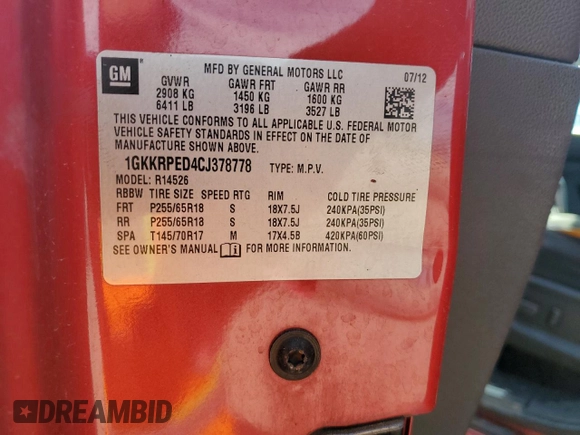 GM
MFD BY GENERAL MOTORS LLC 07/12
GVWR GAWR FRT GAWR RR
2908 KG 1450 KG 1600 KG
6411 LB 3196 LB 3527 LB
THIS VEHICLE CONFORMS TO ALL APPLICABLE U.S. FEDERAL MOTOR
VEHICLE SAFETY STANDARDS IN EFFECT ON THE DATE OF
MANUFACTURE SHOWN ABOVE.
1GKKRPED4CJ378778 TYPE: M.P.V.
MODEL: R14526
RBBW TIRE SIZE SPEED RTG RIM COLD TIRE PRESSURE
FRT P255/65R18 S 18X7.5J 240KPA(35PSI)
RR P255/65R18 S 18X7.5J 240KPA(35PSI)
SPA T145/70R17 M 17X4.5B 420KPA(60PSI)
SEE OWNER'S MANUAL FOR MORE INFORMATION.
DREAMBID